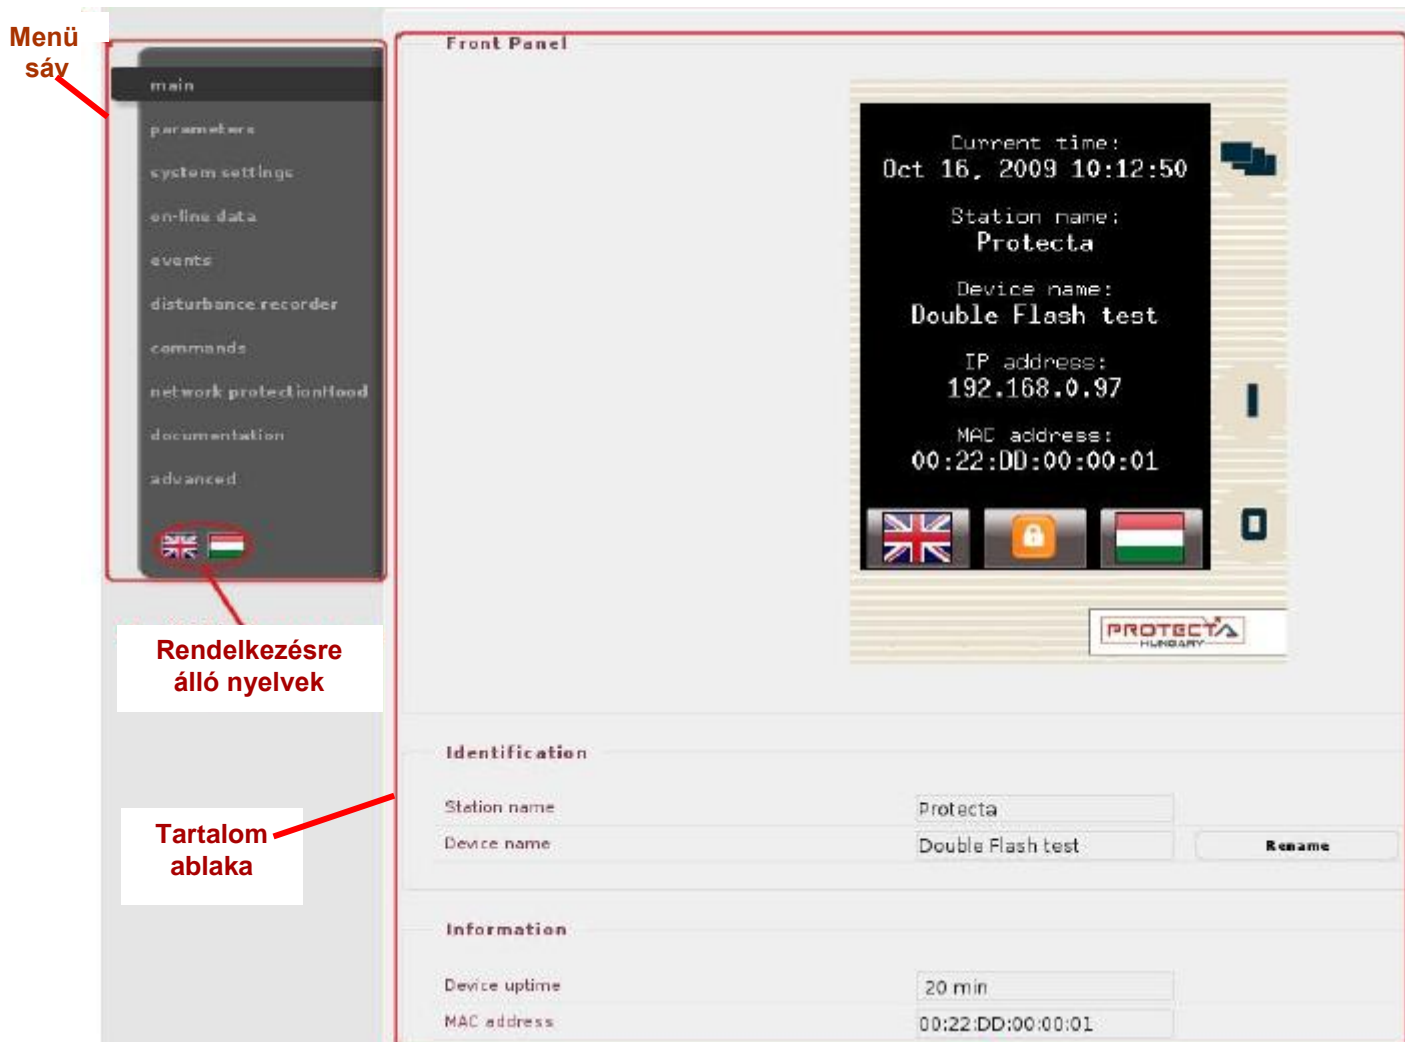 Menü
sáv
main
parameters
system settings
on-line data
events
disturbance recorder
commands
network protectionHood
documentation
advanced
Rendelkezésre
álló nyelvek
Tartalom
ablaka
Front Panel
Current time:
Oct 16, 2009 10:12:50
Station name:
Protecta
Device name:
Double Flash test
IP address:
192.168.0.97
MAC address:
00:22:DD:00:00:01
I
O
PROTECTA
HUNGARY
Identification
Station name Protecta
Device name Double Flash test Rename
Information
Device uptime 20 min
MAC address 00:22:DD:00:00:01